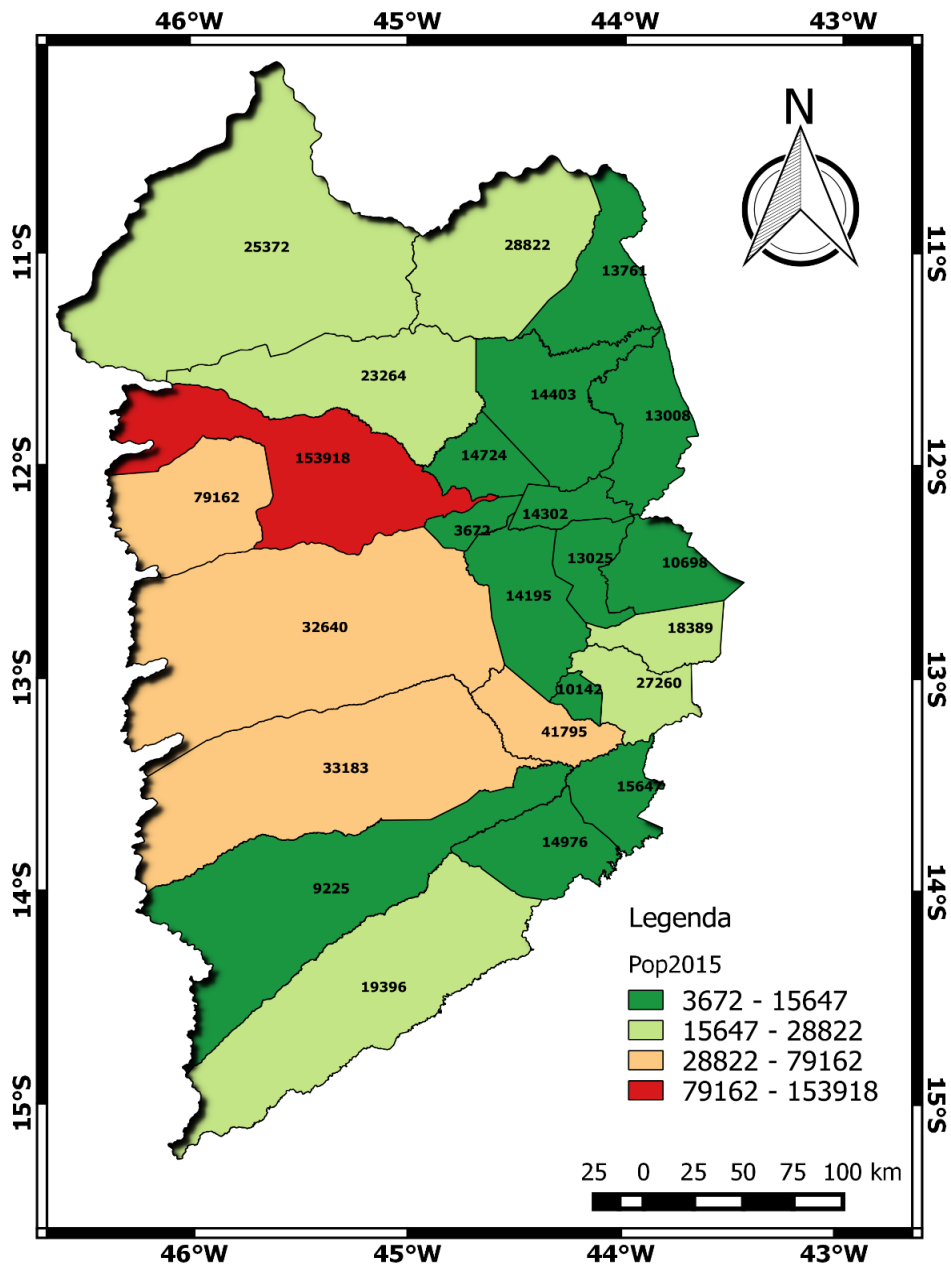 46°W 45°W 44°W 43°W
N
11°S
11°S
25372
28822
13761
23264
14403
13008
12°S
12°S
153918
14724
79162
14302
3672
13025
10698
14195
32640
18389
13°S
13°S
10142
27260
41795
33183
15647
14976
14°S
14°S
9225
19396
Legenda
Pop2015
3672 - 15647
15647 - 28822
28822 - 79162
79162 - 153918
15°S
15°S
25 0 25 50 75 100 km
46°W 45°W 44°W 43°W